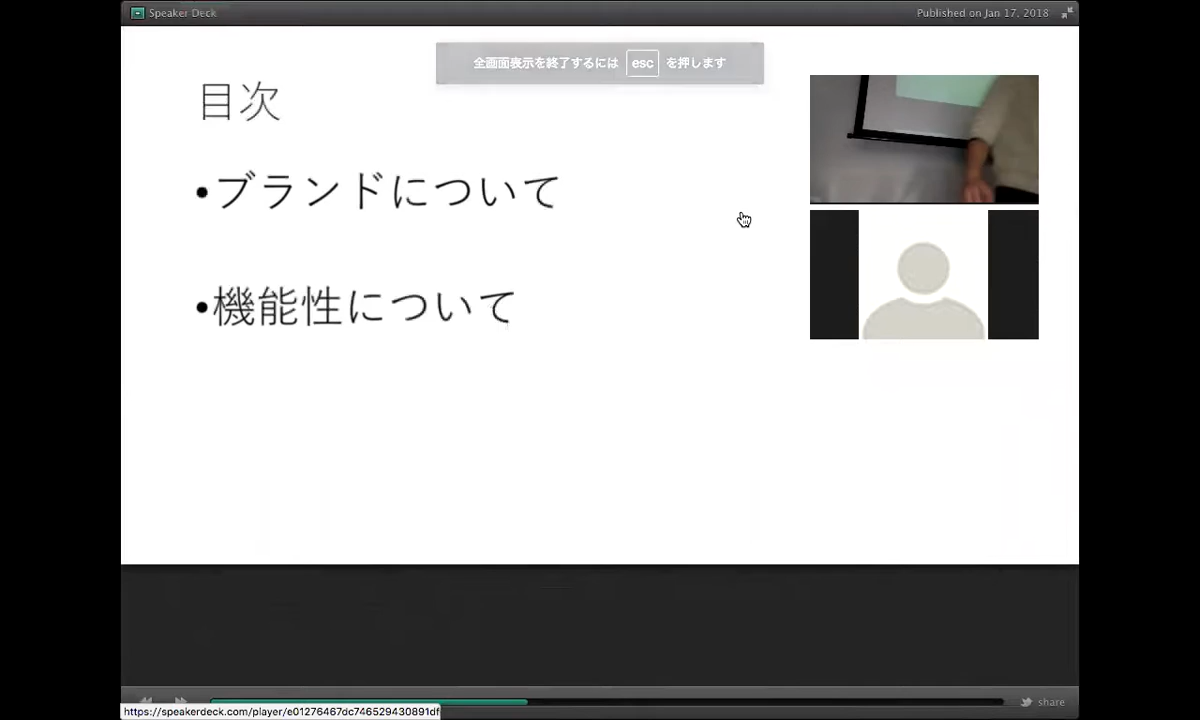 Speaker Deck
Published on Jan 17, 2018
全画面表示を終了するには esc を押します
目次
•ブランドについて
•機能性について
share
https://speakerdeck.com/player/e01276467dc746529430891df